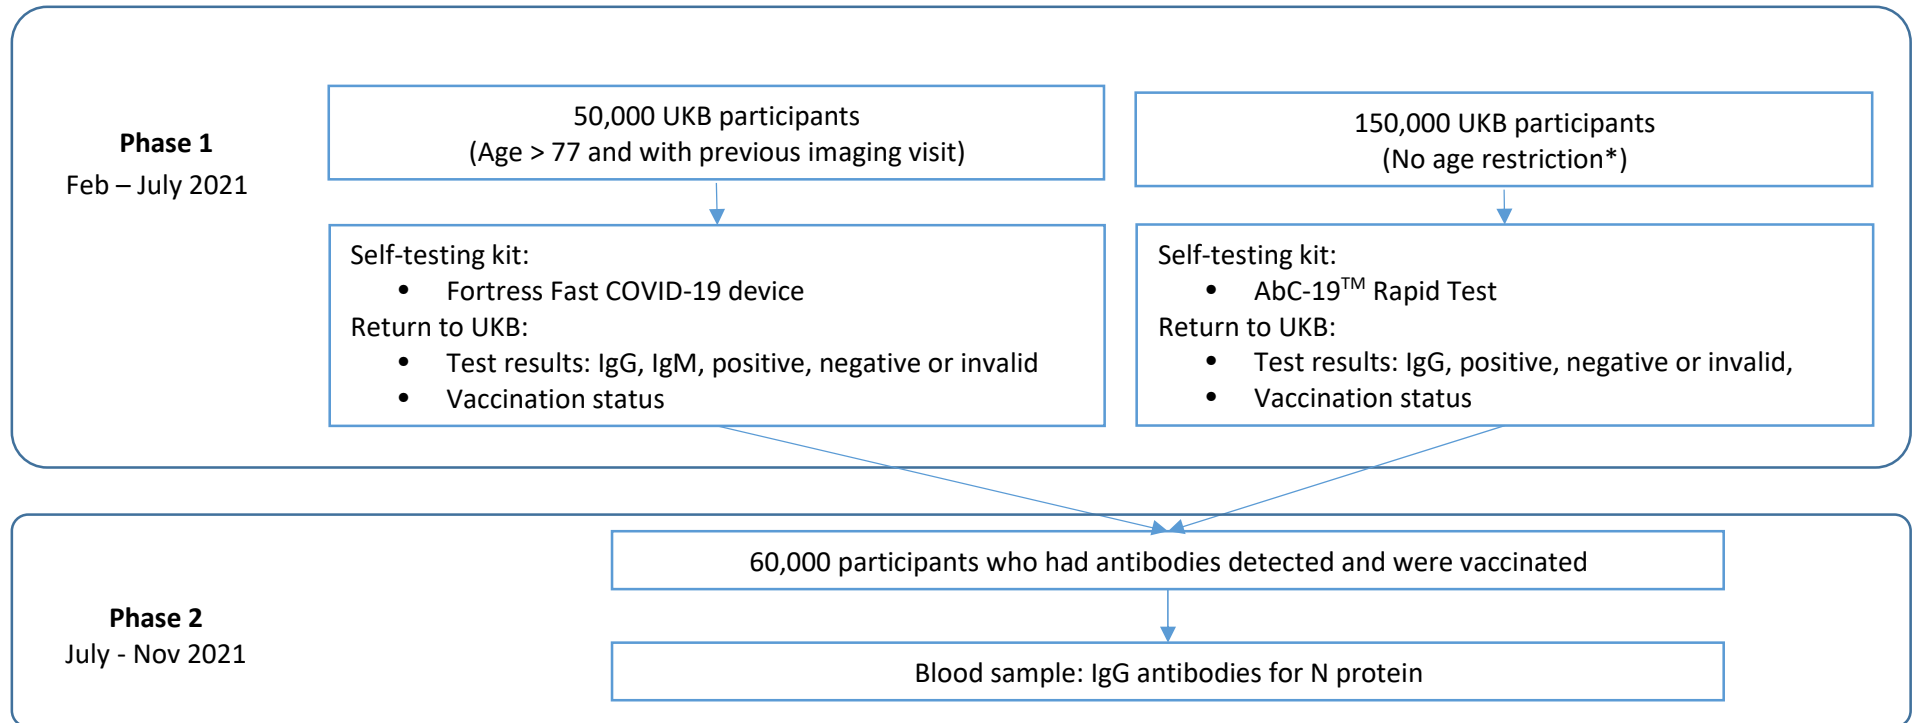 Phase 1
Feb – July 2021
50,000 UKB participants
(Age > 77 and with previous imaging visit)
150,000 UKB participants
(No age restriction*)
Self-testing kit:
• Fortress Fast COVID-19 device
Return to UKB:
• Test results: IgG, IgM, positive, negative or invalid
• Vaccination status
Self-testing kit:
• AbC-19TM Rapid Test
Return to UKB:
• Test results: IgG, positive, negative or invalid,
• Vaccination status
Phase 2
July - Nov 2021
60,000 participants who had antibodies detected and were vaccinated
Blood sample: IgG antibodies for N protein